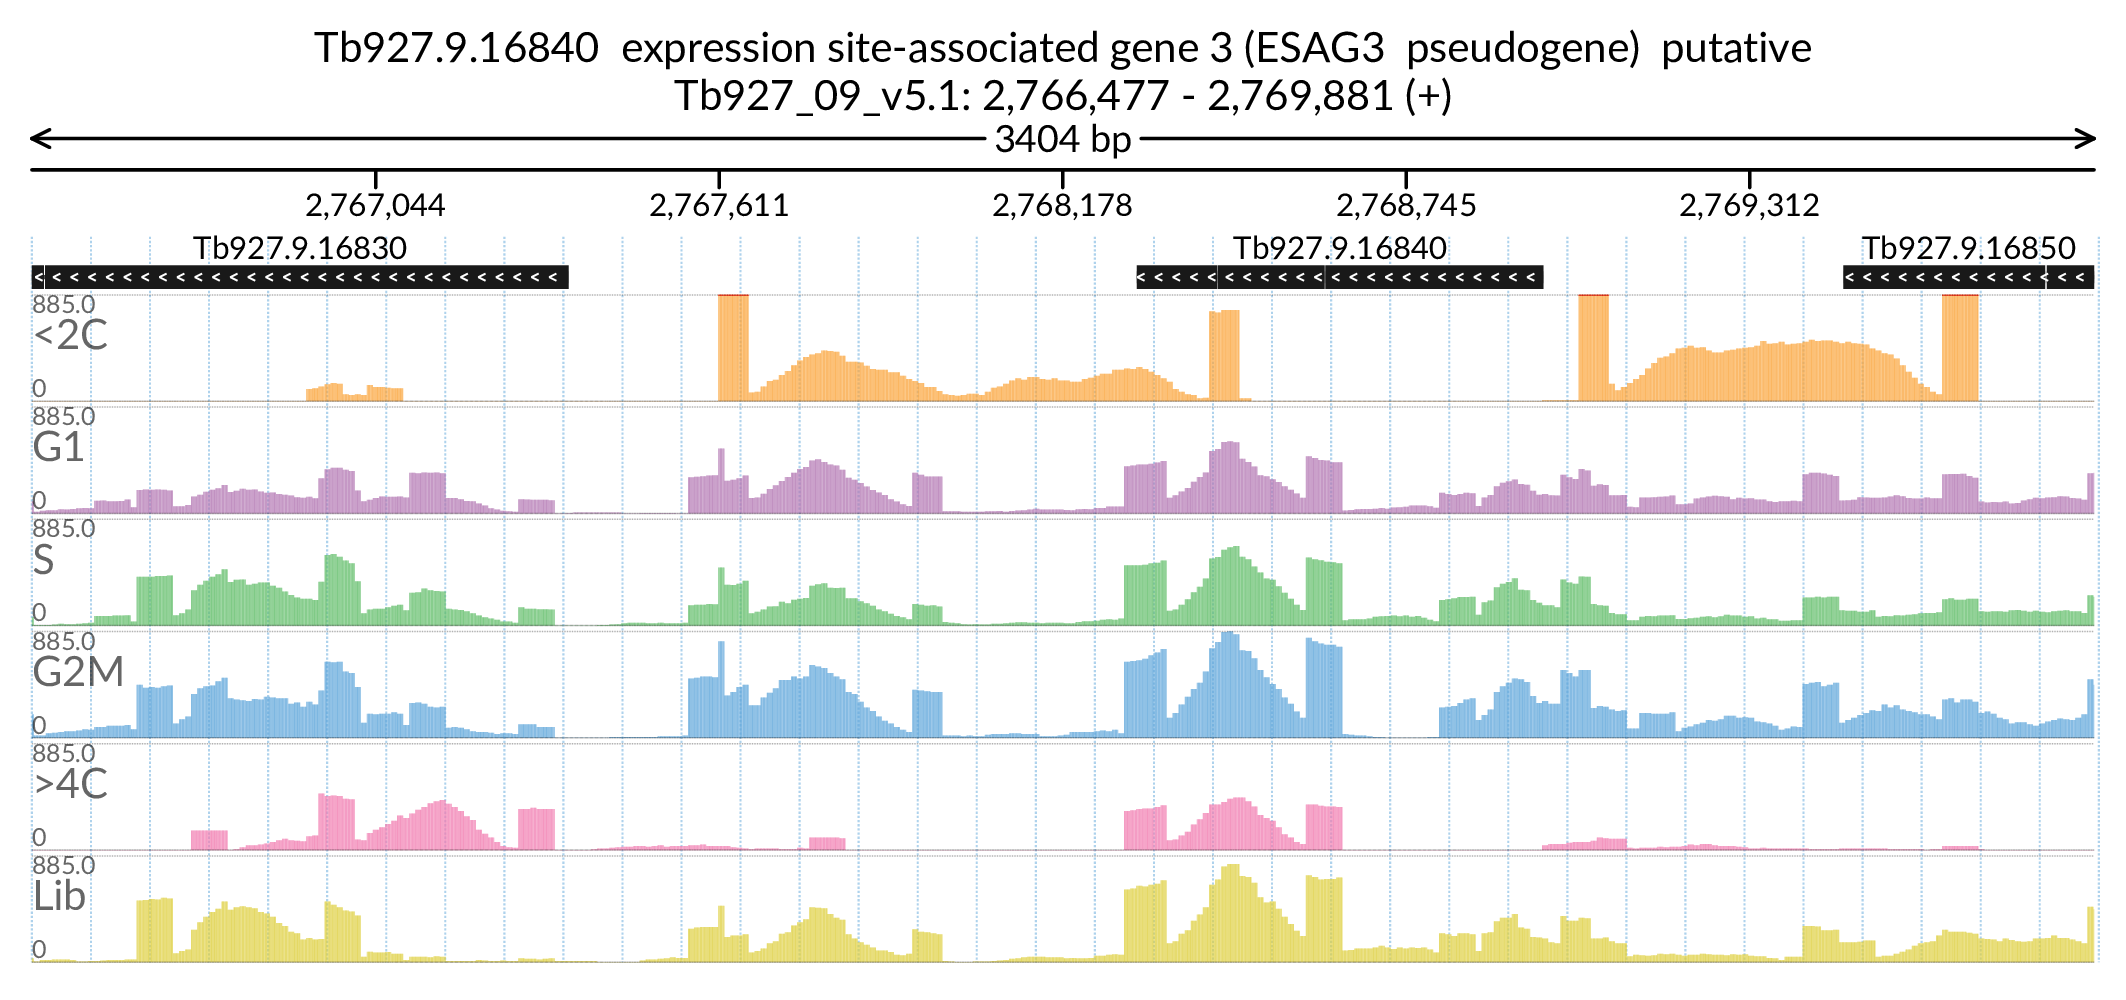 Tb927.9.16840  expression site-associated gene 3 (ESAG3  pseudogene)  putative
Tb927_09_v5.1: 2,766,477 - 2,769,881 (+)
3404 bp
2,767,044 2,767,611 2,768,178 2,768,745 2,769,312
Tb927.9.16830 Tb927.9.16840 Tb927.9.16850
885.0
<2C
0
885.0
G1
0
885.0
S
0
885.0
G2M
0
885.0
>4C
0
885.0
Lib
0